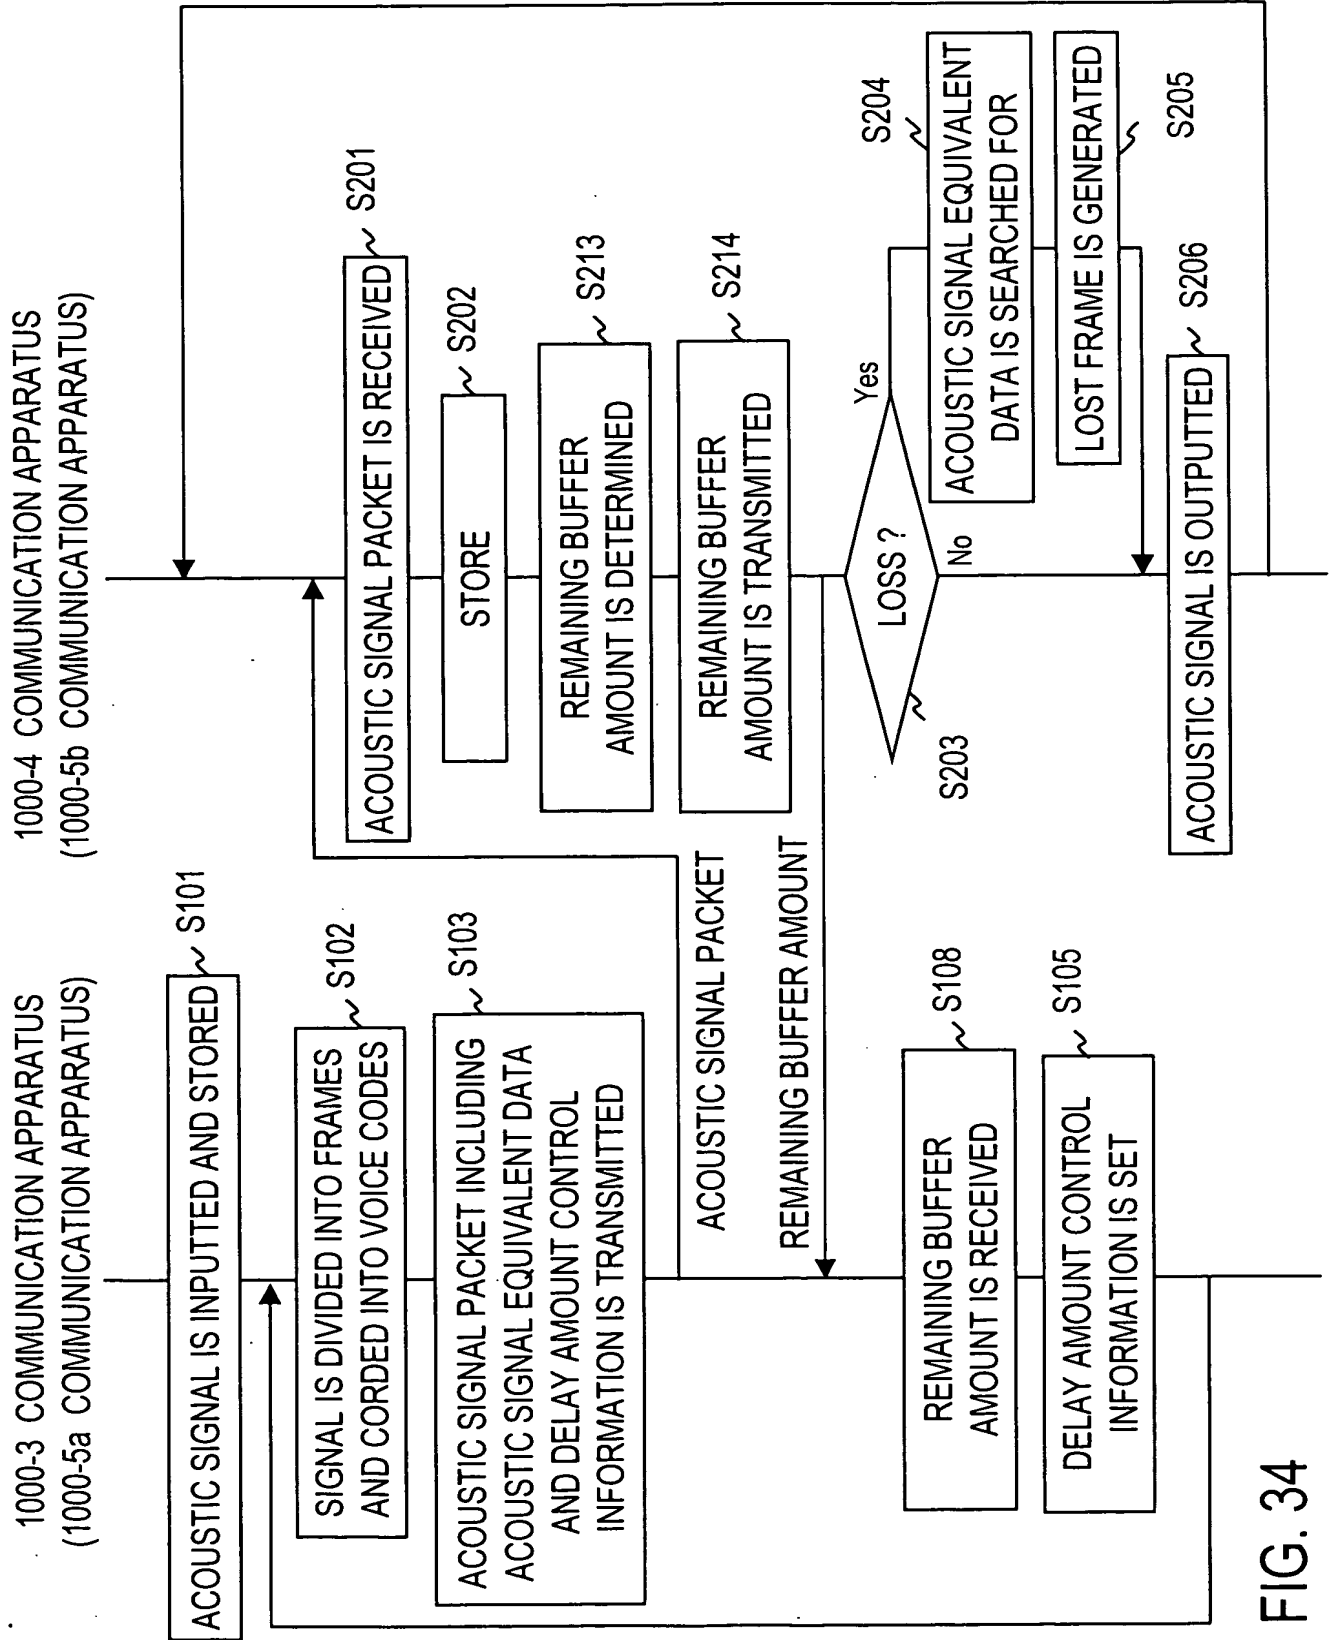 1000-3 COMMUNICATION APPARATUS
(1000-5a COMMUNICATION APPARATUS)
ACOUSTIC SIGNAL IS INPUTTED AND STORED
S101
SIGNAL IS DIVIDED INTO FRAMES
AND CORDED INTO VOICE CODES
S102
ACOUSTIC SIGNAL PACKET INCLUDING
ACOUSTIC SIGNAL EQUIVALENT DATA
AND DELAY AMOUNT CONTROL
INFORMATION IS TRANSMITTED
S103
ACOUSTIC SIGNAL PACKET
REMAINING BUFFER AMOUNT
REMAINING BUFFER
AMOUNT IS RECEIVED
S108
DELAY AMOUNT CONTROL
INFORMATION IS SET
S105
1000-4 COMMUNICATION APPARATUS
(1000-5b COMMUNICATION APPARATUS)
ACOUSTIC SIGNAL PACKET IS RECEIVED
S201
STORE
S202
REMAINING BUFFER
AMOUNT IS DETERMINED
S213
REMAINING BUFFER
AMOUNT IS TRANSMITTED
S214
LOSS ?
S203
Yes
No
ACOUSTIC SIGNAL EQUIVALENT
DATA IS SEARCHED FOR
S204
LOST FRAME IS GENERATED
S205
ACOUSTIC SIGNAL IS OUTPUTTED
S206
FIG. 34